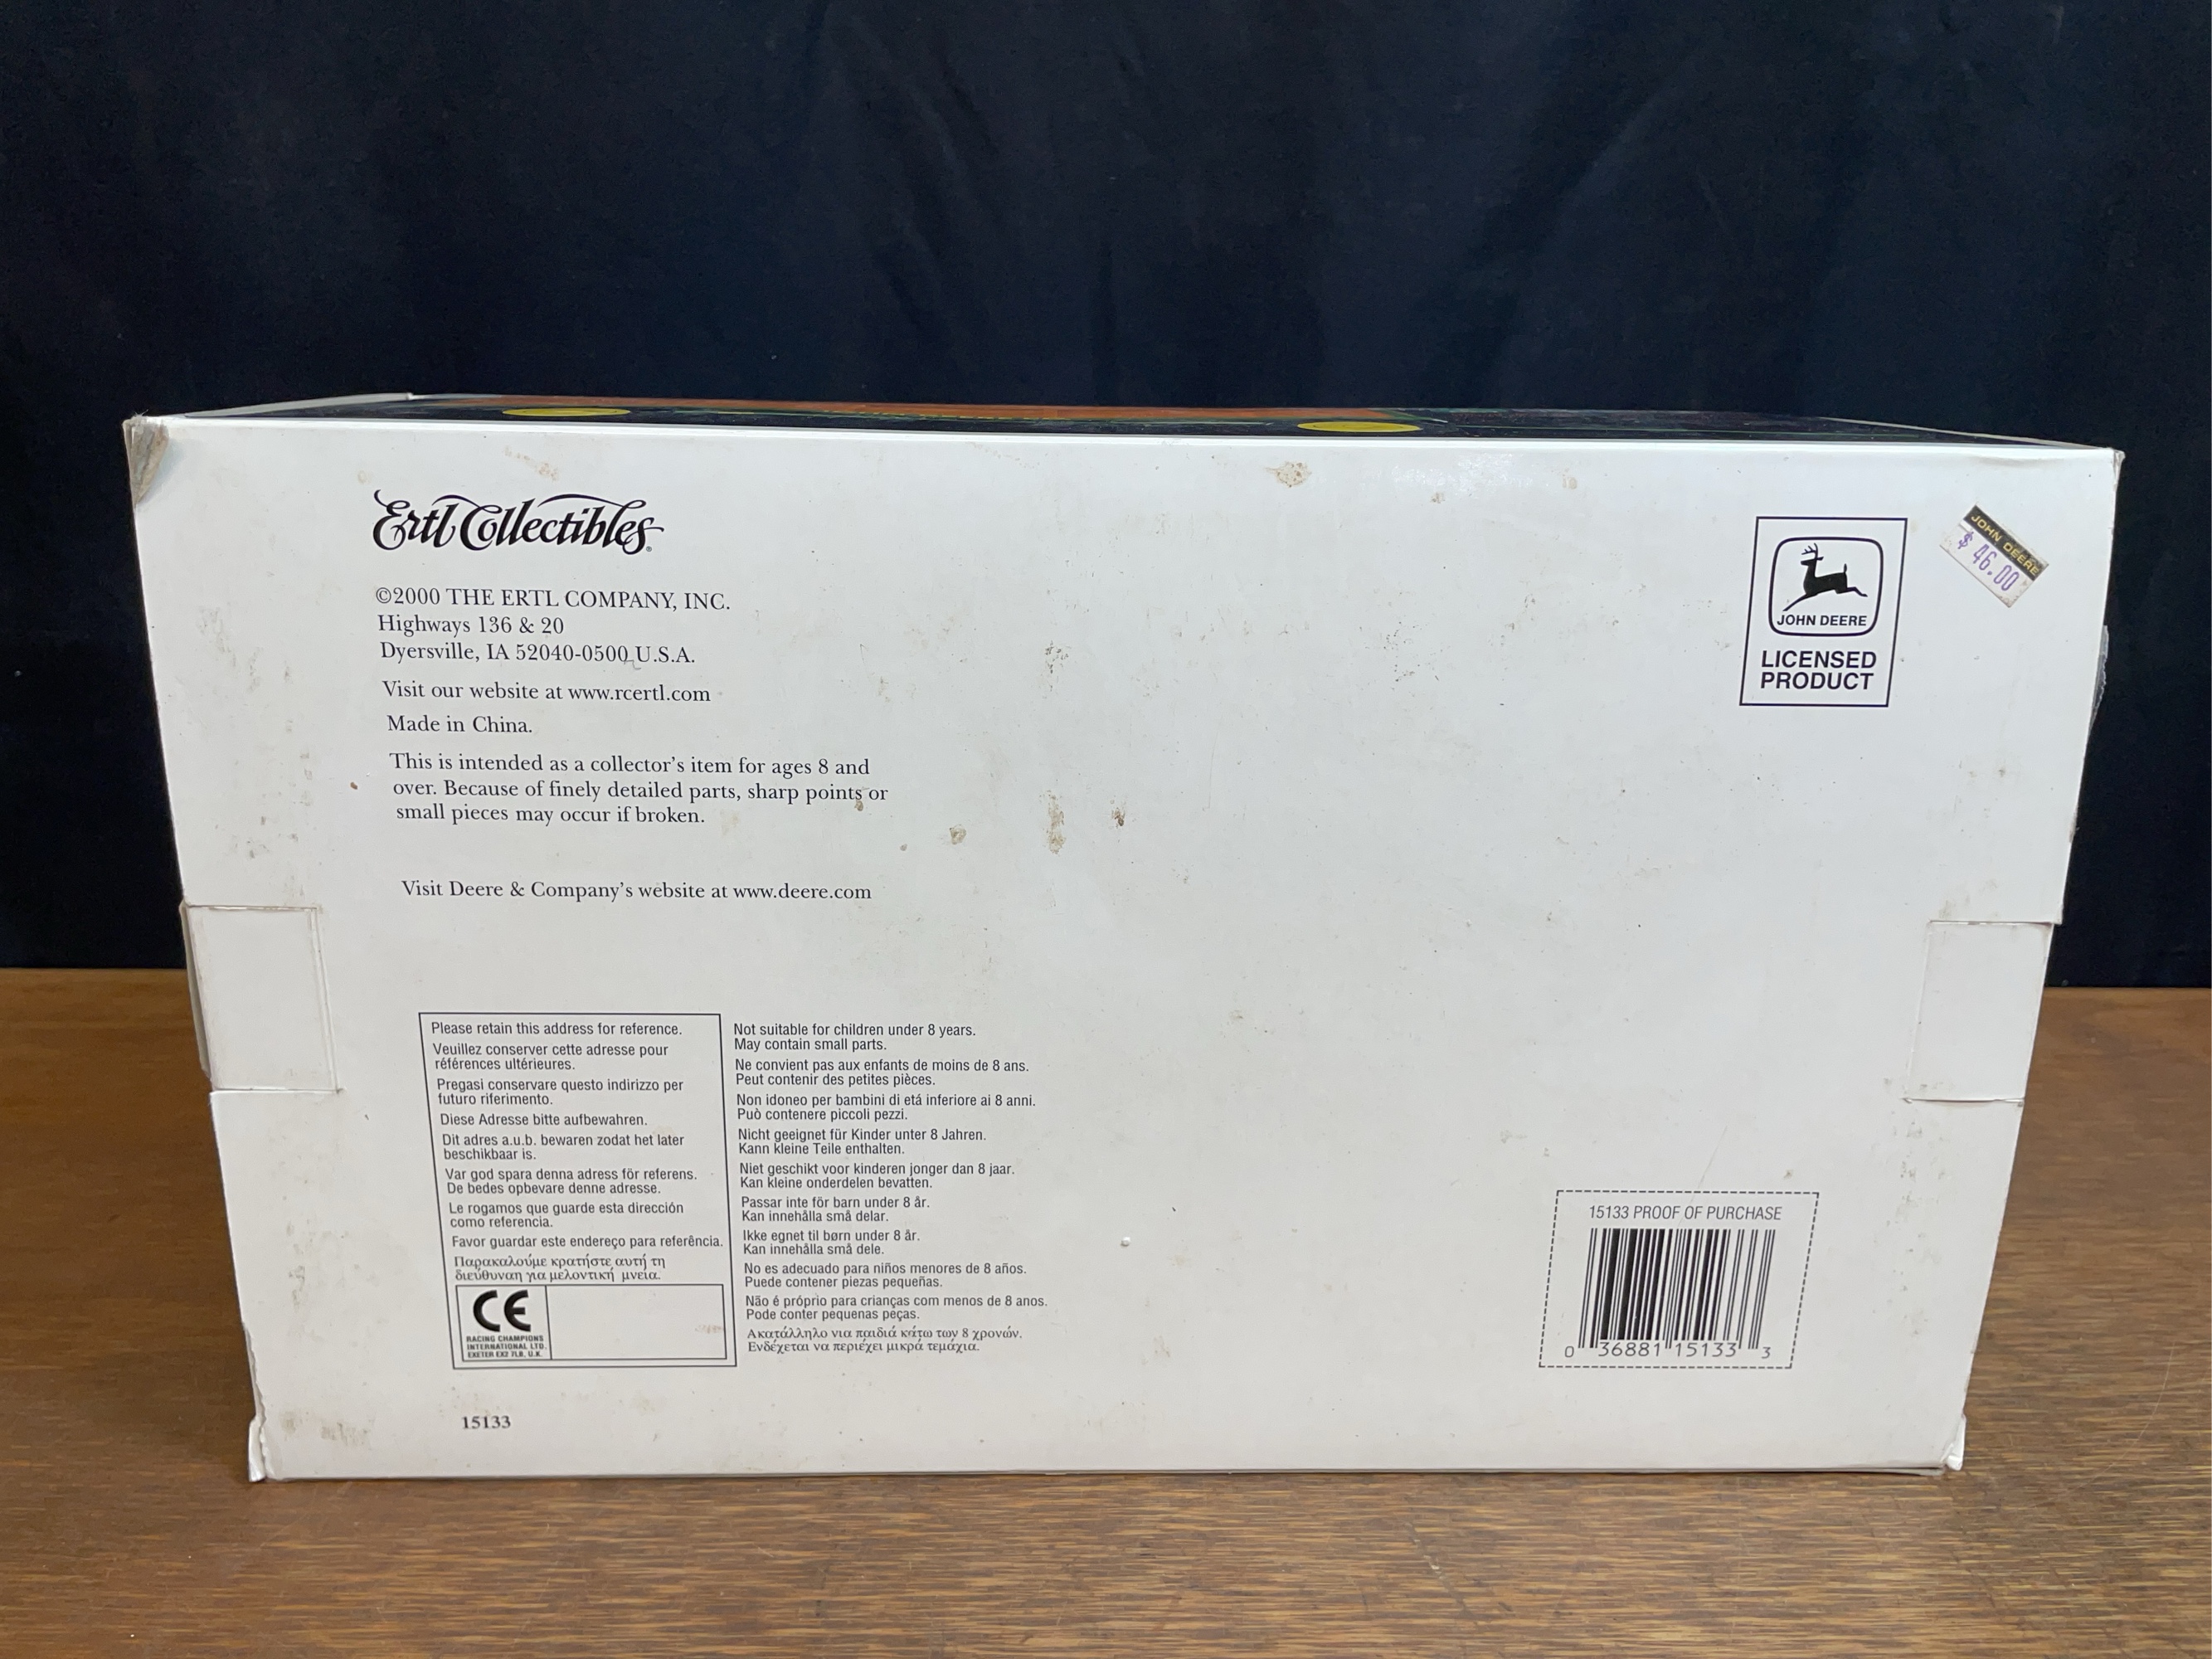 Ertl Collectibles®
©2000 THE ERTL COMPANY, INC.
Highways 136 & 20
Dyersville, IA 52040-0500 U.S.A.
Visit our website at www.rcertl.com
Made in China.
This is intended as a collector's item for ages 8 and
over. Because of finely detailed parts, sharp points or
small pieces may occur if broken.
Visit Deere & Company's website at www.deere.com
JOHN DEERE
LICENSED
PRODUCT
JOHN DEERE
$ 46.00
Please retain this address for reference.
Veuillez conserver cette adresse pour
références ultérieures.
Pregasi conservare questo indirizzo per
futuro riferimento.
Diese Adresse bitte aufbewahren.
Dit adres a.u.b. bewaren zodat het later
beschikbaar is.
Var god spara denna adress för referens.
De bedes opbevare denne adresse.
Le rogamos que guarde esta dirección
como referencia.
Favor guardar este endereço para referência.
Παρακαλούμε κρατήστε αυτή τη
διεύθυναη για μελοντική μνεία.
CE
RACING CHAMPIONS
INTERNATIONAL LTD.
EXETER EX2 7LB, U.K.
Not suitable for children under 8 years.
May contain small parts.
Ne convient pas aux enfants de moins de 8 ans.
Peut contenir des petites pièces.
Non idoneo per bambini di etá inferiore ai 8 anni.
Può contenere piccoli pezzi.
Nicht geeignet für Kinder unter 8 Jahren.
Kann kleine Teile enthalten.
Niet geschikt voor kinderen jonger dan 8 jaar.
Kan kleine onderdelen bevatten.
Passar inte för barn under 8 år.
Kan innehålla små delar.
Ikke egnet til børn under 8 år.
Kan innehålla små dele.
No es adecuado para niños menores de 8 años.
Puede contener piezas pequeñas.
Não é próprio para crianças com menos de 8 anos.
Pode conter pequenas peças.
Ακατάλληλο νια παιδιά κάτω των 8 χρονών.
Ενδέχεται να περιέχει μικρά τεμάχια.
15133 PROOF OF PURCHASE
0 36881 15133 3
15133